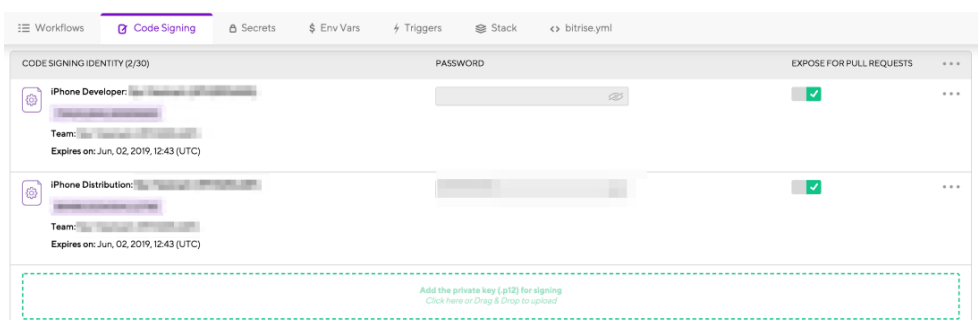 Workflows Code Signing Secrets $ Env Vars Triggers Stack <> bitrise.yml
CODE SIGNING IDENTITY (2/30) PASSWORD EXPOSE FOR PULL REQUESTS
iPhone Developer:
Team:
Expires on: Jun, 02, 2019, 12:43 (UTC)
iPhone Distribution:
Team:
Expires on: Jun, 02, 2019, 12:43 (UTC)
Add the private key (.p12) for signing
Click here or Drag & Drop to upload